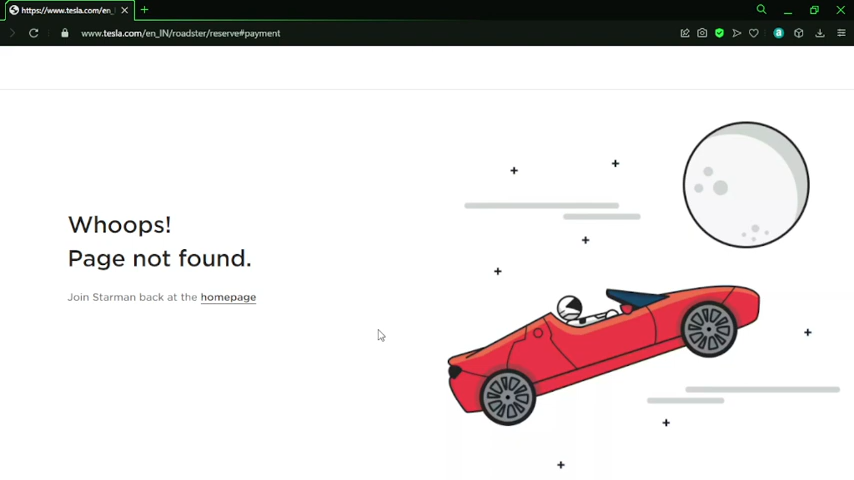 https://www.tesla.com/en_
www.tesla.com/en_IN/roadster/reserve#payment
Whoops!
Page not found.
Join Starman back at the homepage